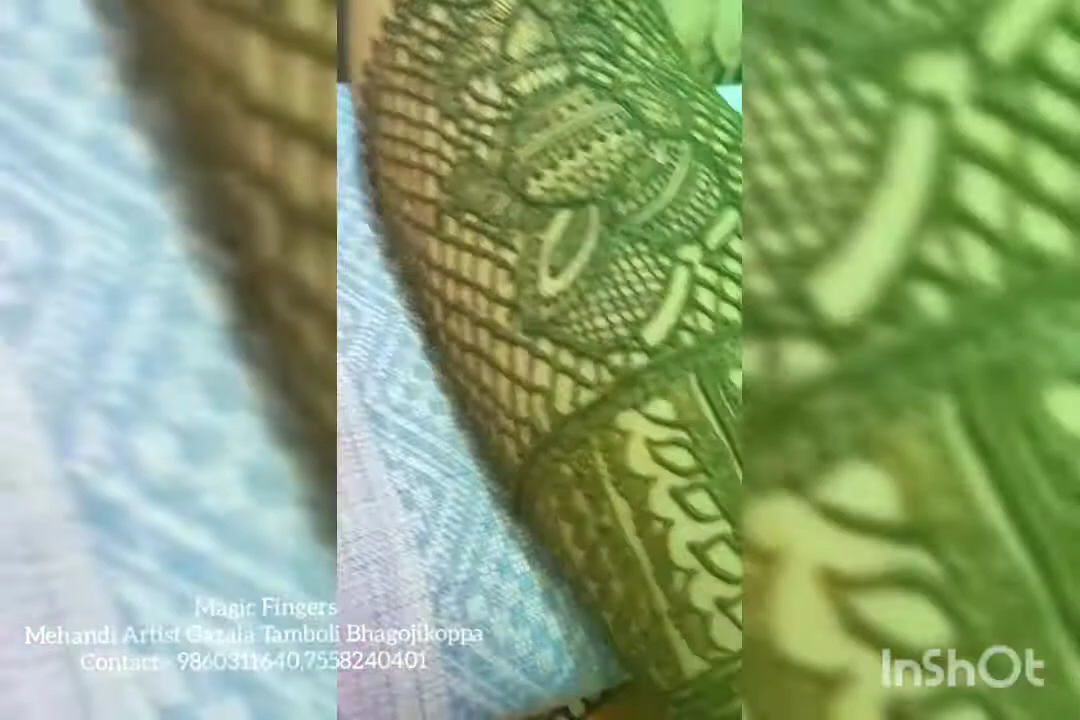 Magic Fingers
Mehandi Artist Gazala Tamboli Bhagojikoppa
Contact - 9860311640,7558240401
InShOt